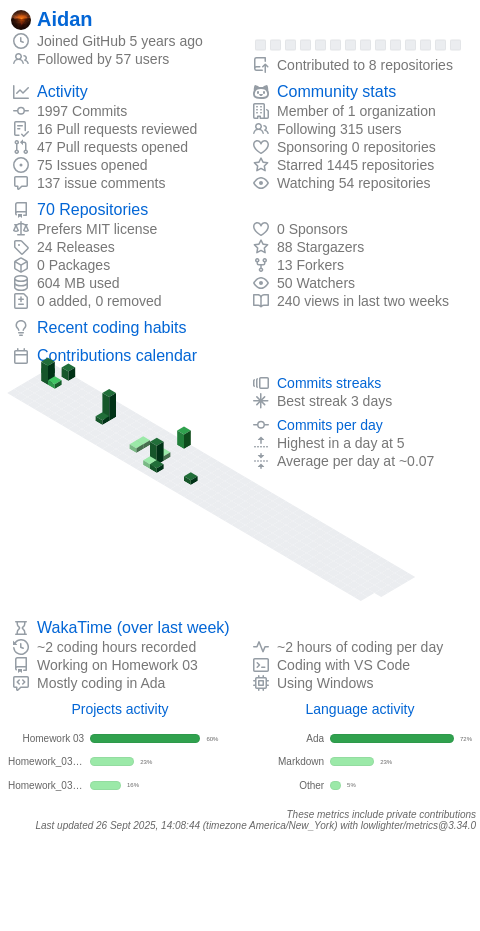 Aidan
Joined GitHub 5 years ago
Followed by 57 users
Contributed to 8 repositories
Activity
1997 Commits
16 Pull requests reviewed
47 Pull requests opened
75 Issues opened
137 issue comments
Community stats
Member of 1 organization
Following 315 users
Sponsoring 0 repositories
Starred 1445 repositories
Watching 54 repositories
70 Repositories
Prefers MIT license
24 Releases
0 Packages
604 MB used
0 added, 0 removed
0 Sponsors
88 Stargazers
13 Forkers
50 Watchers
240 views in last two weeks
Recent coding habits
Contributions calendar
Commits streaks
Best streak 3 days
Commits per day
Highest in a day at 5
Average per day at ~0.07
WakaTime (over last week)
~2 coding hours recorded
Working on Homework 03
Mostly coding in Ada
~2 hours of coding per day
Coding with VS Code
Using Windows
Projects activity
Homework 03 60%
Homework_03… 23%
Homework_03… 16%
Language activity
Ada 72%
Markdown 23%
Other 5%
These metrics include private contributions
Last updated 26 Sept 2025, 14:08:44 (timezone America/New_York) with lowlighter/metrics@3.34.0